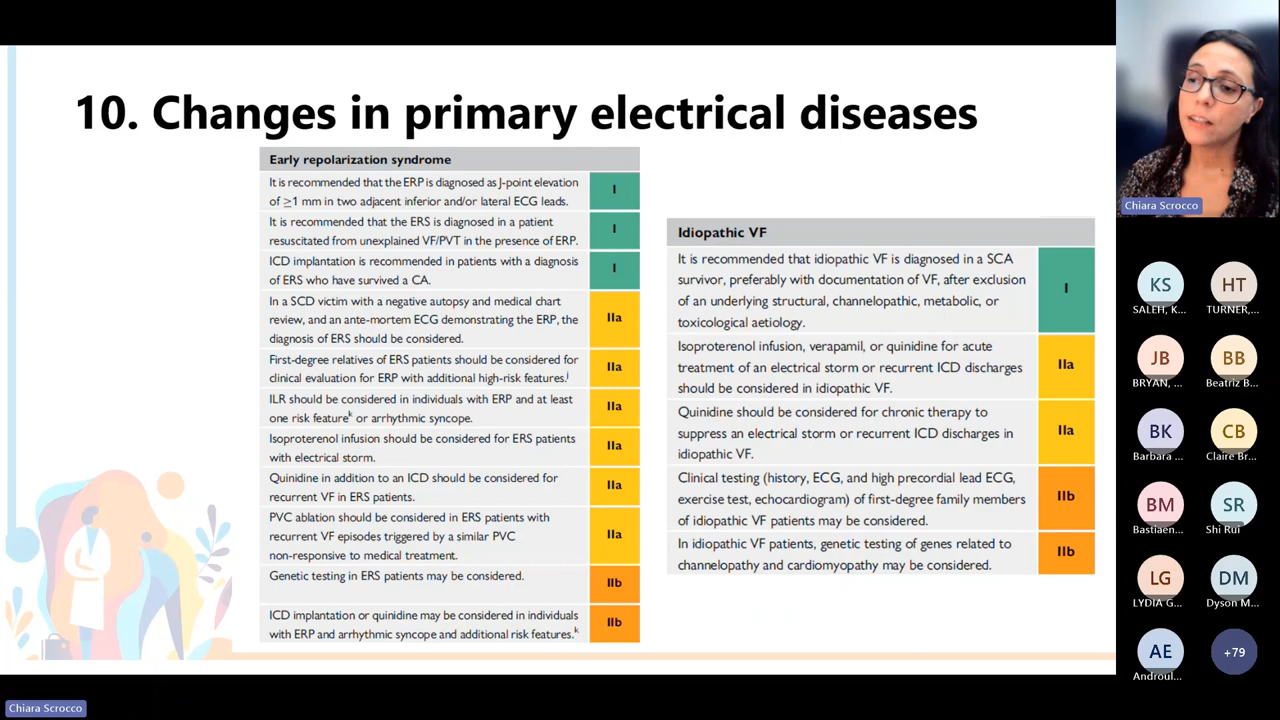 10. Changes in primary electrical diseases
Early repolarization syndrome
It is recommended that the ERP is diagnosed as J-point elevation
of ≥1 mm in two adjacent inferior and/or lateral ECG leads.
I
It is recommended that the ERS is diagnosed in a patient
resuscitated from unexplained VF/PVT in the presence of ERP.
I
ICD implantation is recommended in patients with a diagnosis
of ERS who have survived a CA.
I
In a SCD victim with a negative autopsy and medical chart
review, and an ante-mortem ECG demonstrating the ERP, the
diagnosis of ERS should be considered.
IIa
First-degree relatives of ERS patients should be considered for
clinical evaluation for ERP with additional high-risk features.j
IIa
ILR should be considered in individuals with ERP and at least
one risk featurek or arrhythmic syncope.
IIa
Isoproterenol infusion should be considered for ERS patients
with electrical storm.
IIa
Quinidine in addition to an ICD should be considered for
recurrent VF in ERS patients.
IIa
PVC ablation should be considered in ERS patients with
recurrent VF episodes triggered by a similar PVC
non-responsive to medical treatment.
IIa
Genetic testing in ERS patients may be considered.
IIb
ICD implantation or quinidine may be considered in individuals
with ERP and arrhythmic syncope and additional risk features.k
IIb
Idiopathic VF
It is recommended that idiopathic VF is diagnosed in a SCA
survivor, preferably with documentation of VF, after exclusion
of an underlying structural, channelopathic, metabolic, or
toxicological aetiology.
I
Isoproterenol infusion, verapamil, or quinidine for acute
treatment of an electrical storm or recurrent ICD discharges
should be considered in idiopathic VF.
IIa
Quinidine should be considered for chronic therapy to
suppress an electrical storm or recurrent ICD discharges in
idiopathic VF.
IIa
Clinical testing (history, ECG, and high precordial lead ECG,
exercise test, echocardiogram) of first-degree family members
of idiopathic VF patients may be considered.
IIb
In idiopathic VF patients, genetic testing of genes related to
channelopathy and cardiomyopathy may be considered.
IIb
Chiara Scrocco
KS
HT
SALEH, K...
TURNER,...
JB
BB
BRYAN, ...
Beatriz B...
BK
CB
Barbara ...
Claire Br...
BM
SR
Bastiaen...
Shi Rui
LG
DM
LYDIA G...
Dyson M...
AE
+79
Androul...
Chiara Scrocco